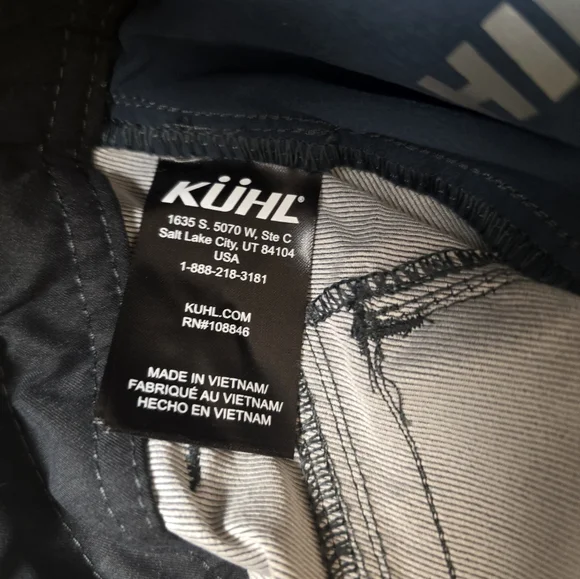 KÜHL
1635 S. 5070 W, Ste C
Salt Lake City, UT 84104
USA
1-888-218-3181
KUHL.COM
RN#108846
MADE IN VIETNAM/
FABRIQUÉ AU VIETNAM/
HECHO EN VIETNAM